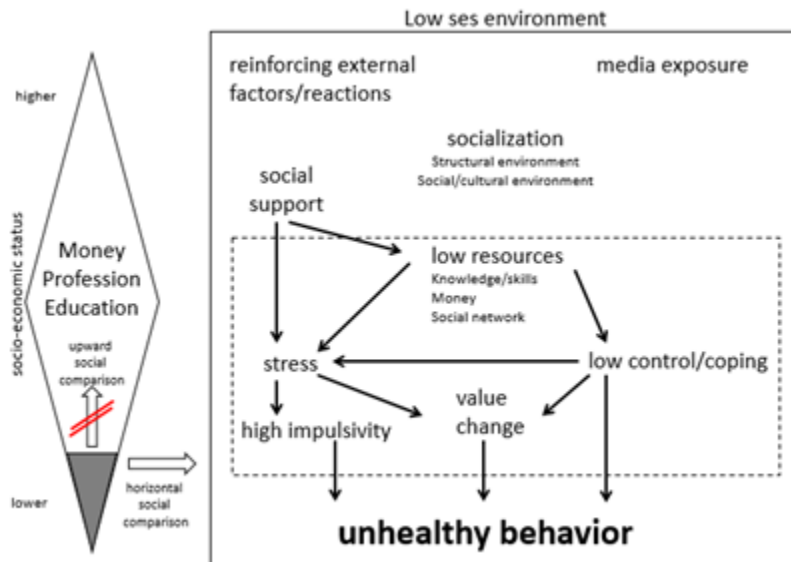 Low ses environment
higher
socio-economic status
Money
Profession
Education
upward
social
comparison
lower
horizontal
social
comparison
reinforcing external
factors/reactions
media exposure
socialization
Structural environment
Social/cultural environment
social
support
low resources
Knowledge/skills
Money
Social network
stress
low control/coping
value
change
high impulsivity
unhealthy behavior